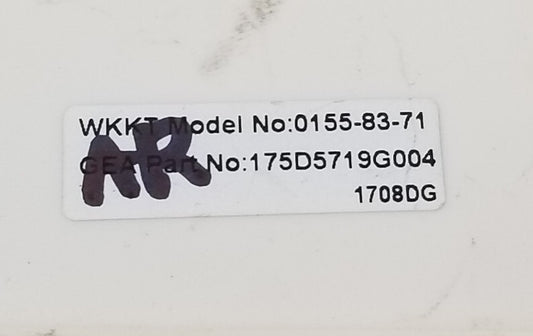 WKKT Model No:0155-83-71
GEA Part No:175D5719G004
1708DG
AR